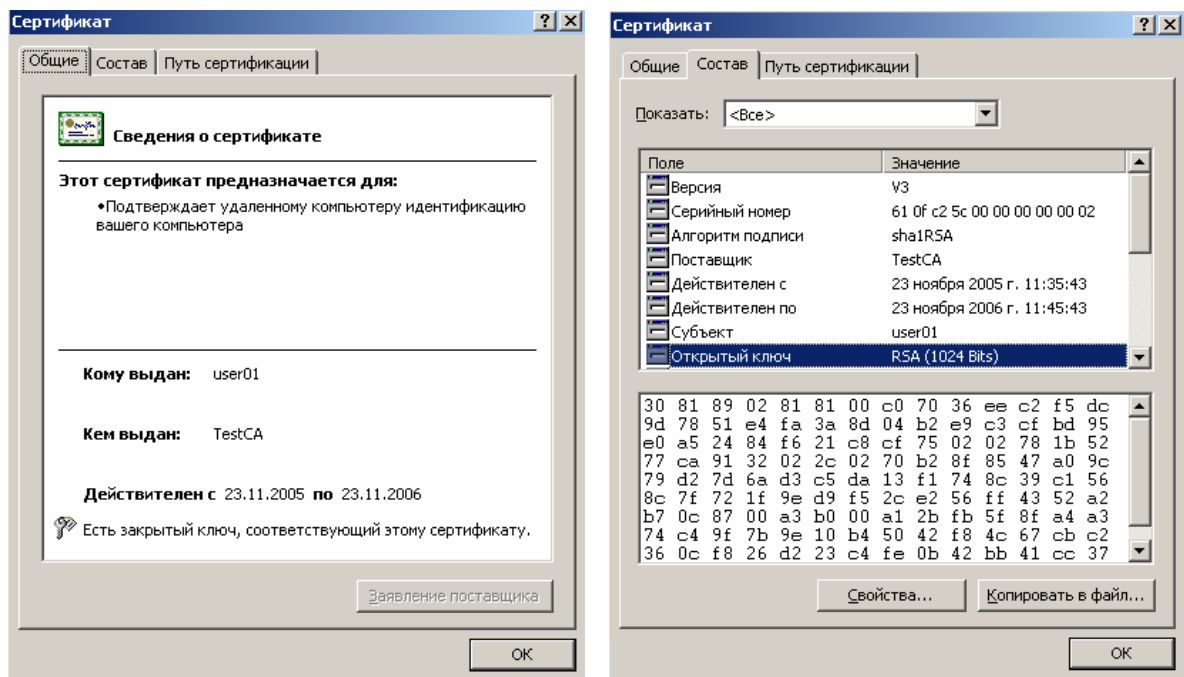 Сертификат
Общие Состав Путь сертификации
Сведения о сертификате
Этот сертификат предназначается для:
•Подтверждает удаленному компьютеру идентификацию
вашего компьютера
Кому выдан: user01
Кем выдан: TestCA
Действителен с 23.11.2005 по 23.11.2006
Есть закрытый ключ, соответствующий этому сертификату.
Заявление поставщика
OK
Сертификат
Общие Состав Путь сертификации
Показать: <Все>
Поле Значение
Версия V3
Серийный номер 61 0f c2 5c 00 00 00 00 00 02
Алгоритм подписи sha1RSA
Поставщик TestCA
Действителен с 23 ноября 2005 г. 11:35:43
Действителен по 23 ноября 2006 г. 11:45:43
Субъект user01
Открытый ключ RSA (1024 Bits)
30 81 89 02 81 81 00 c0 70 36 ee c2 f5 dc
9d 78 51 e4 fa 3a 8d 04 b2 e9 c3 cf bd 95
e0 a5 24 84 f6 21 c8 cf 75 02 02 78 1b 52
77 ca 91 32 02 2c 02 70 b2 8f 85 47 a0 9c
79 d2 7d 6a d3 c5 da 13 f1 74 8c 39 c1 56
8c 7f 72 1f 9e d9 f5 2c e2 56 ff 43 52 a2
b7 0c 87 00 a3 b0 00 a1 2b fb 5f 8f a4 a3
74 c4 9f 7b 9e 10 b4 50 42 f8 4c 67 cb c2
36 0c f8 26 d2 23 c4 fe 0b 42 bb 41 cc 37
Свойства... Копировать в файл...
OK